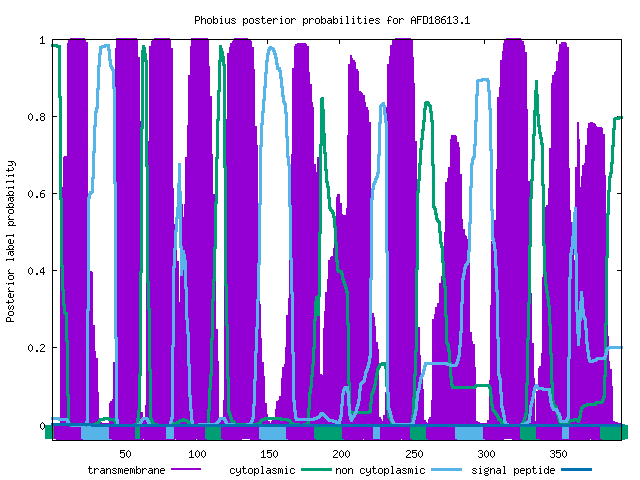 Phobius posterior probabilities for AFD18613.1
Posterior label probability
1
0.8
0.6
0.4
0.2
0
50 100 150 200 250 300 350
transmembrane cytoplasmic non cytoplasmic signal peptide